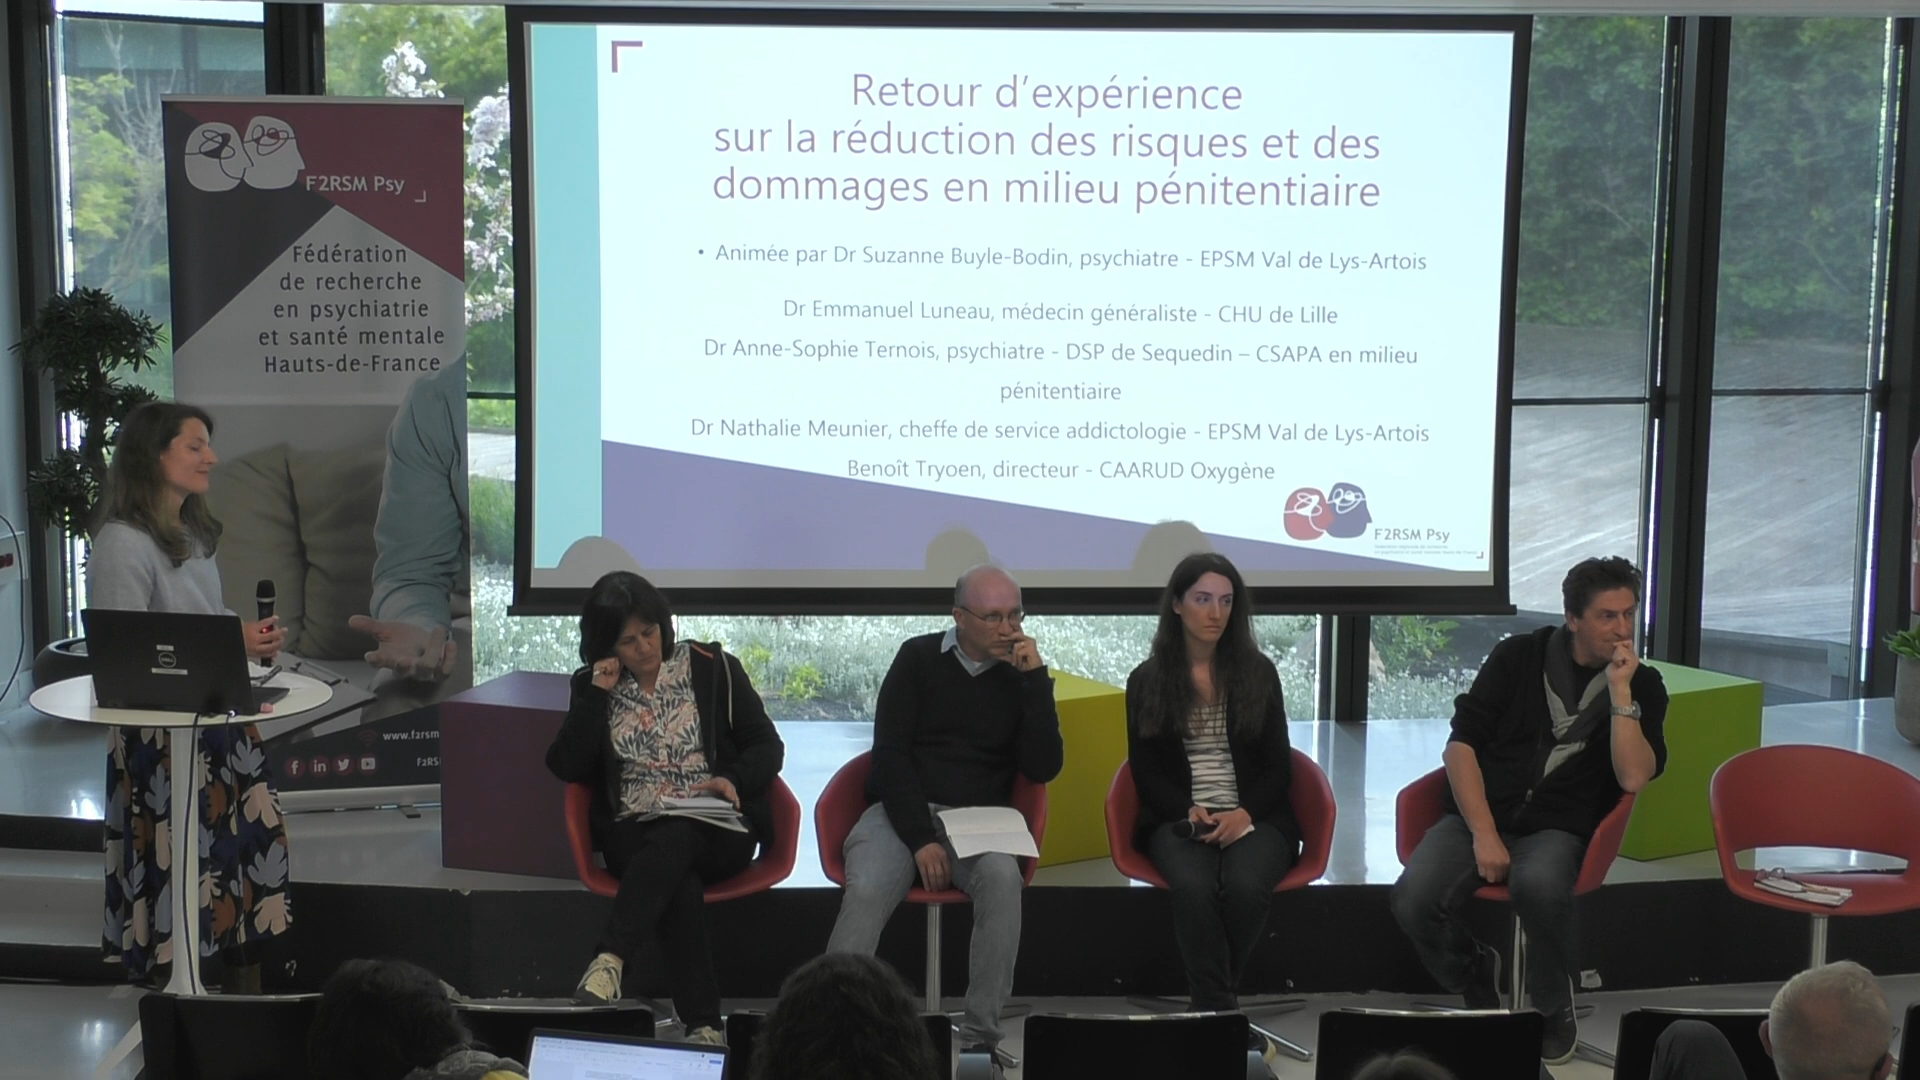 F2RSM Psy
Fédération
de recherche
en psychiatrie
et santé mentale
Hauts-de-France
www.f2rsm
F2RS
DELL
Retour d'expérience
sur la réduction des risques et des
dommages en milieu pénitentiaire
• Animée par Dr Suzanne Buyle-Bodin, psychiatre - EPSM Val de Lys-Artois
Dr Emmanuel Luneau, médecin généraliste - CHU de Lille
Dr Anne-Sophie Ternois, psychiatre - DSP de Sequedin – CSAPA en milieu
pénitentiaire
Dr Nathalie Meunier, cheffe de service addictologie - EPSM Val de Lys-Artois
Benoît Tryoen, directeur - CAARUD Oxygène
F2RSM Psy